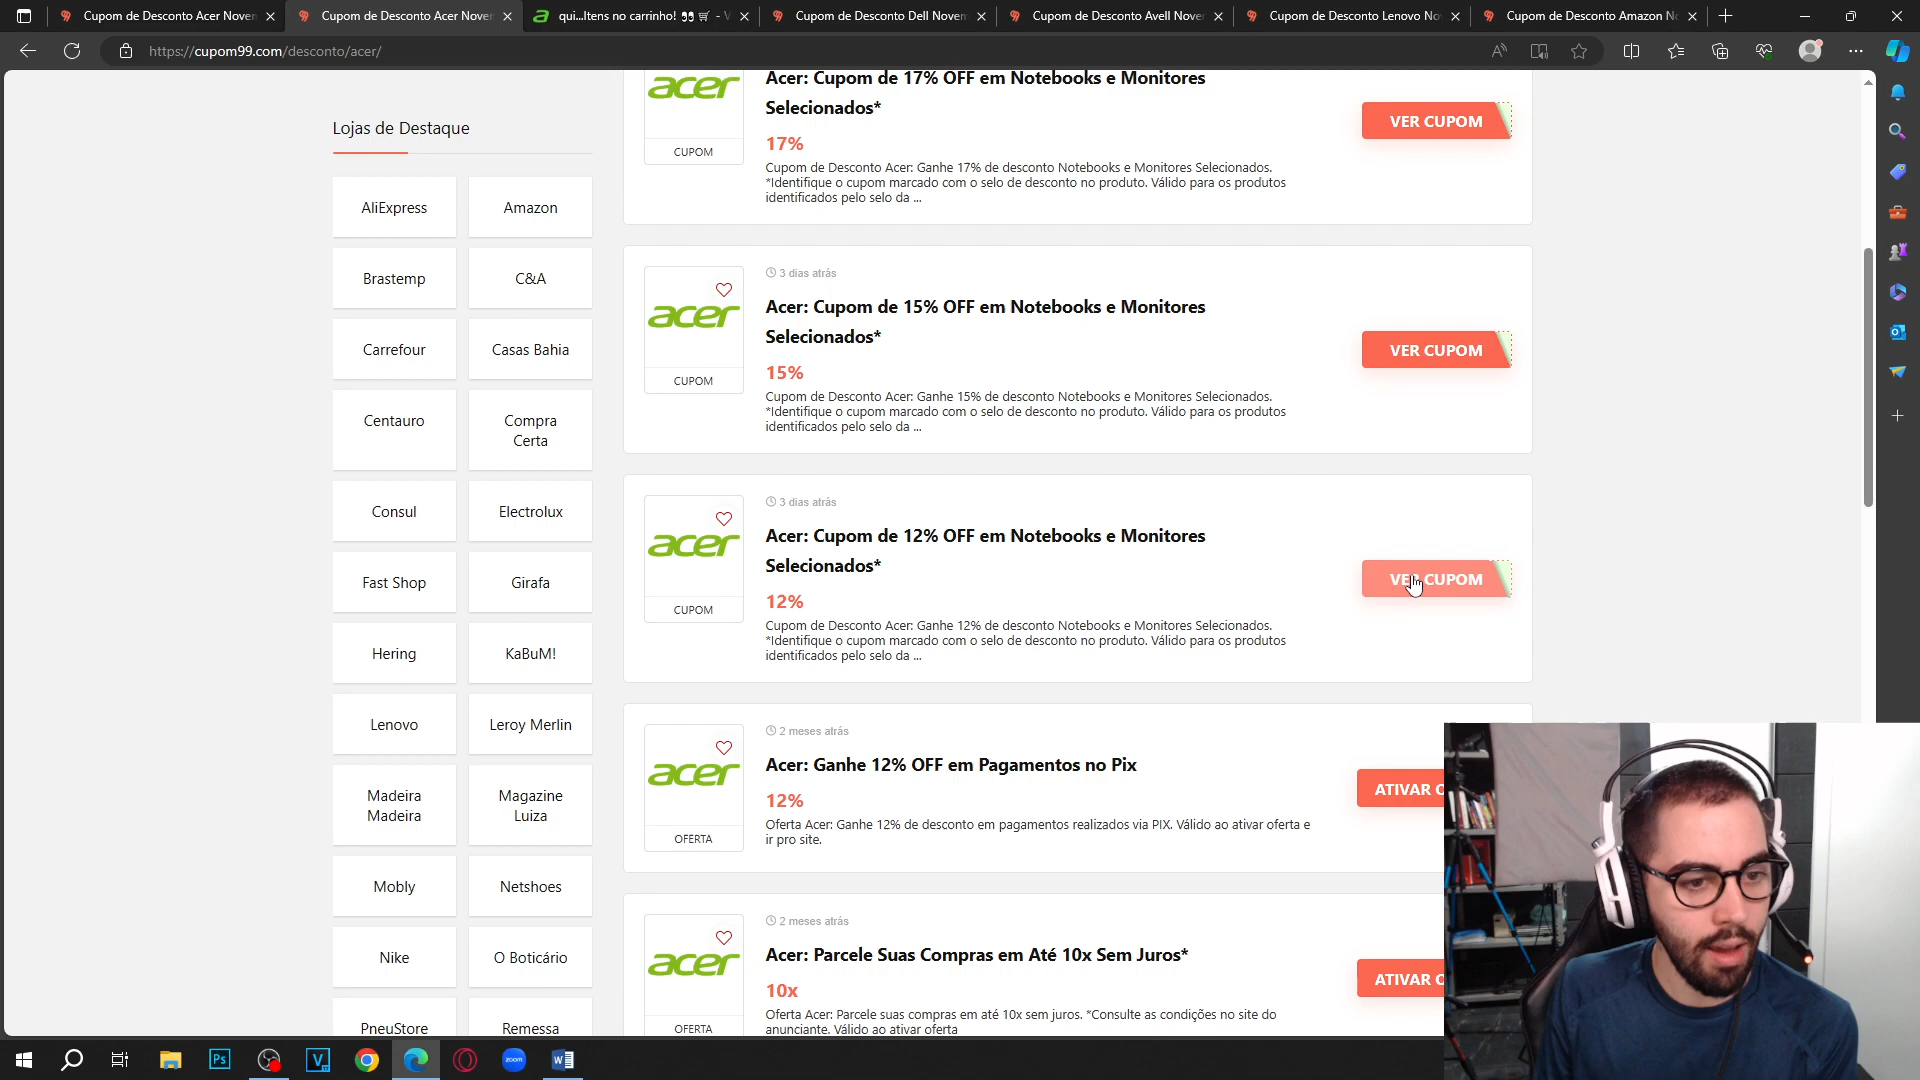 Cupom de Desconto Acer Noven
Cupom de Desconto Acer Nover
qui...Itens no carrinho! 👀🛒 - V
Cupom de Desconto Dell Novem
Cupom de Desconto Avell Nove
Cupom de Desconto Lenovo No
Cupom de Desconto Amazon N
https://cupom99.com/desconto/acer/
Lojas de Destaque
AliExpress
Amazon
Brastemp
C&A
Carrefour
Casas Bahia
Centauro
Compra
Certa
Consul
Electrolux
Fast Shop
Girafa
Hering
KaBuM!
Lenovo
Leroy Merlin
Madeira
Madeira
Magazine
Luiza
Mobly
Netshoes
Nike
O Boticário
PneuStore
Remessa
acer
CUPOM
Acer: Cupom de 17% OFF em Notebooks e Monitores
Selecionados*
17%
Cupom de Desconto Acer: Ganhe 17% de desconto Notebooks e Monitores Selecionados.
*Identifique o cupom marcado com o selo de desconto no produto. Válido para os produtos
identificados pelo selo da ...
VER CUPOM
acer
CUPOM
3 dias atrás
Acer: Cupom de 15% OFF em Notebooks e Monitores
Selecionados*
15%
Cupom de Desconto Acer: Ganhe 15% de desconto Notebooks e Monitores Selecionados.
*Identifique o cupom marcado com o selo de desconto no produto. Válido para os produtos
identificados pelo selo da ...
VER CUPOM
acer
CUPOM
3 dias atrás
Acer: Cupom de 12% OFF em Notebooks e Monitores
Selecionados*
12%
Cupom de Desconto Acer: Ganhe 12% de desconto Notebooks e Monitores Selecionados.
*Identifique o cupom marcado com o selo de desconto no produto. Válido para os produtos
identificados pelo selo da ...
VER CUPOM
acer
OFERTA
2 meses atrás
Acer: Ganhe 12% OFF em Pagamentos no Pix
12%
Oferta Acer: Ganhe 12% de desconto em pagamentos realizados via PIX. Válido ao ativar oferta e
ir pro site.
ATIVAR O
acer
OFERTA
2 meses atrás
Acer: Parcele Suas Compras em Até 10x Sem Juros*
10x
Oferta Acer: Parcele suas compras em até 10x sem juros. *Consulte as condições no site do
anunciante. Válido ao ativar oferta
ATIVAR O
Ps
V
zoom
W